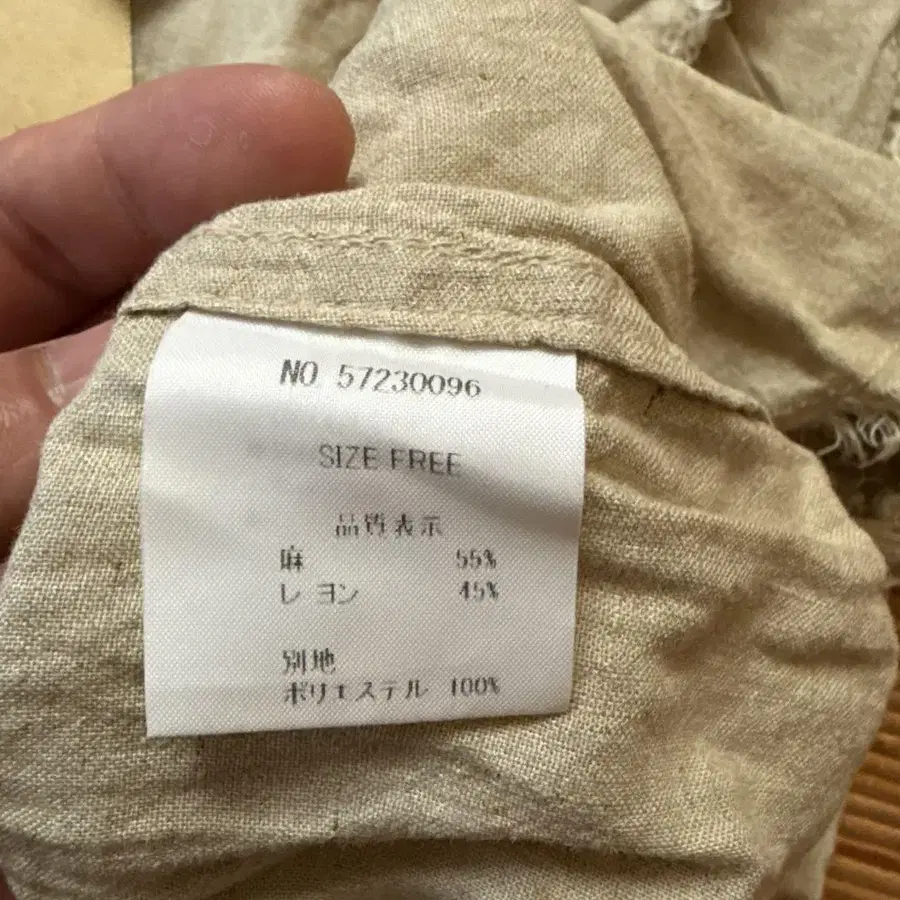 NO 57230096
SIZE FREE
品質表示
麻 55%
レーヨン 45%
別地
ポリエステル 100%